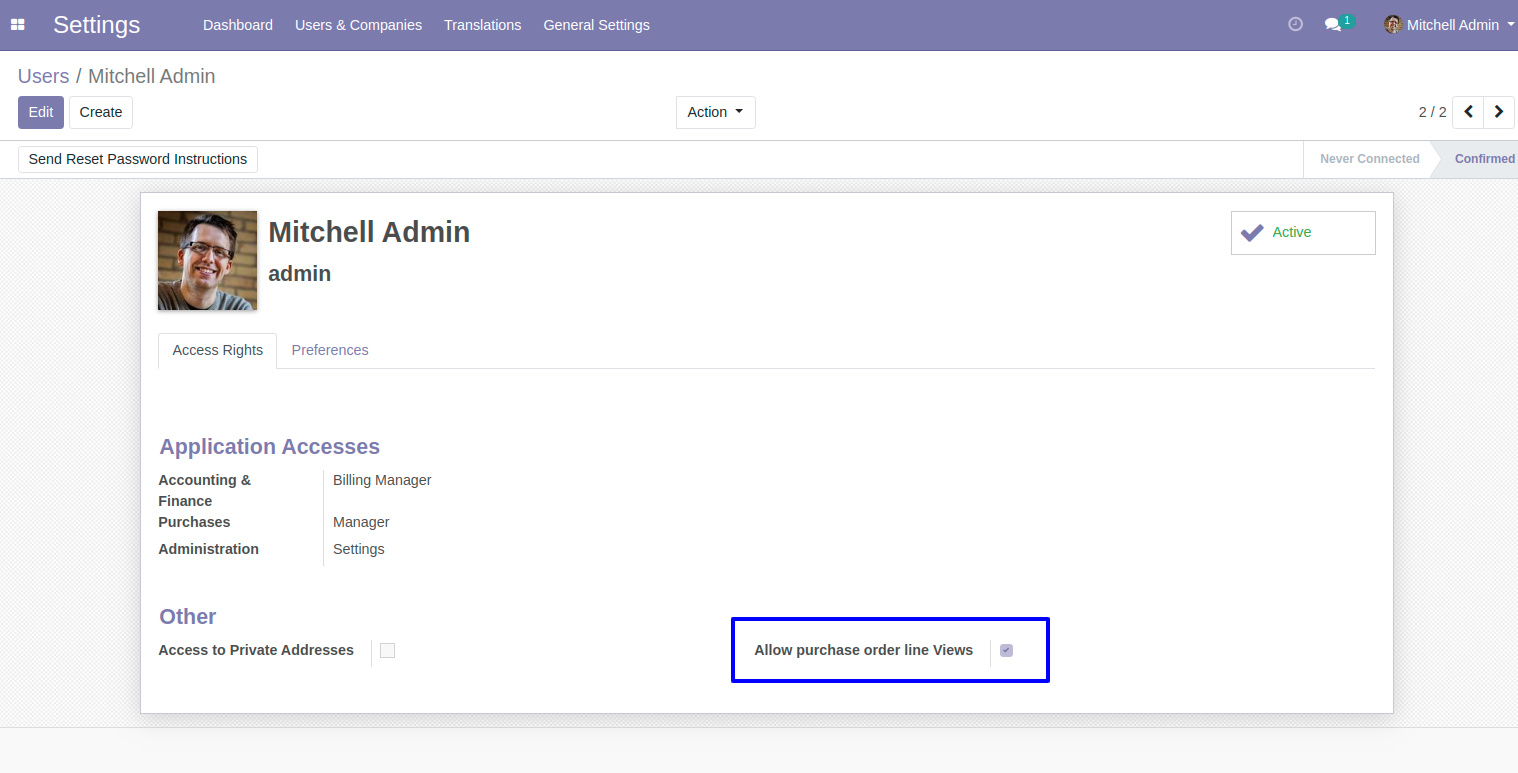 Settings Dashboard Users & Companies Translations General Settings 1 Mitchell Admin
Users / Mitchell Admin
Edit Create Action 2 / 2
Send Reset Password Instructions Never Connected Confirmed
Mitchell Admin
Active
admin
Access Rights Preferences
Application Accesses
Accounting & Billing Manager
Finance
Purchases Manager
Administration Settings
Other
Access to Private Addresses Allow purchase order line Views